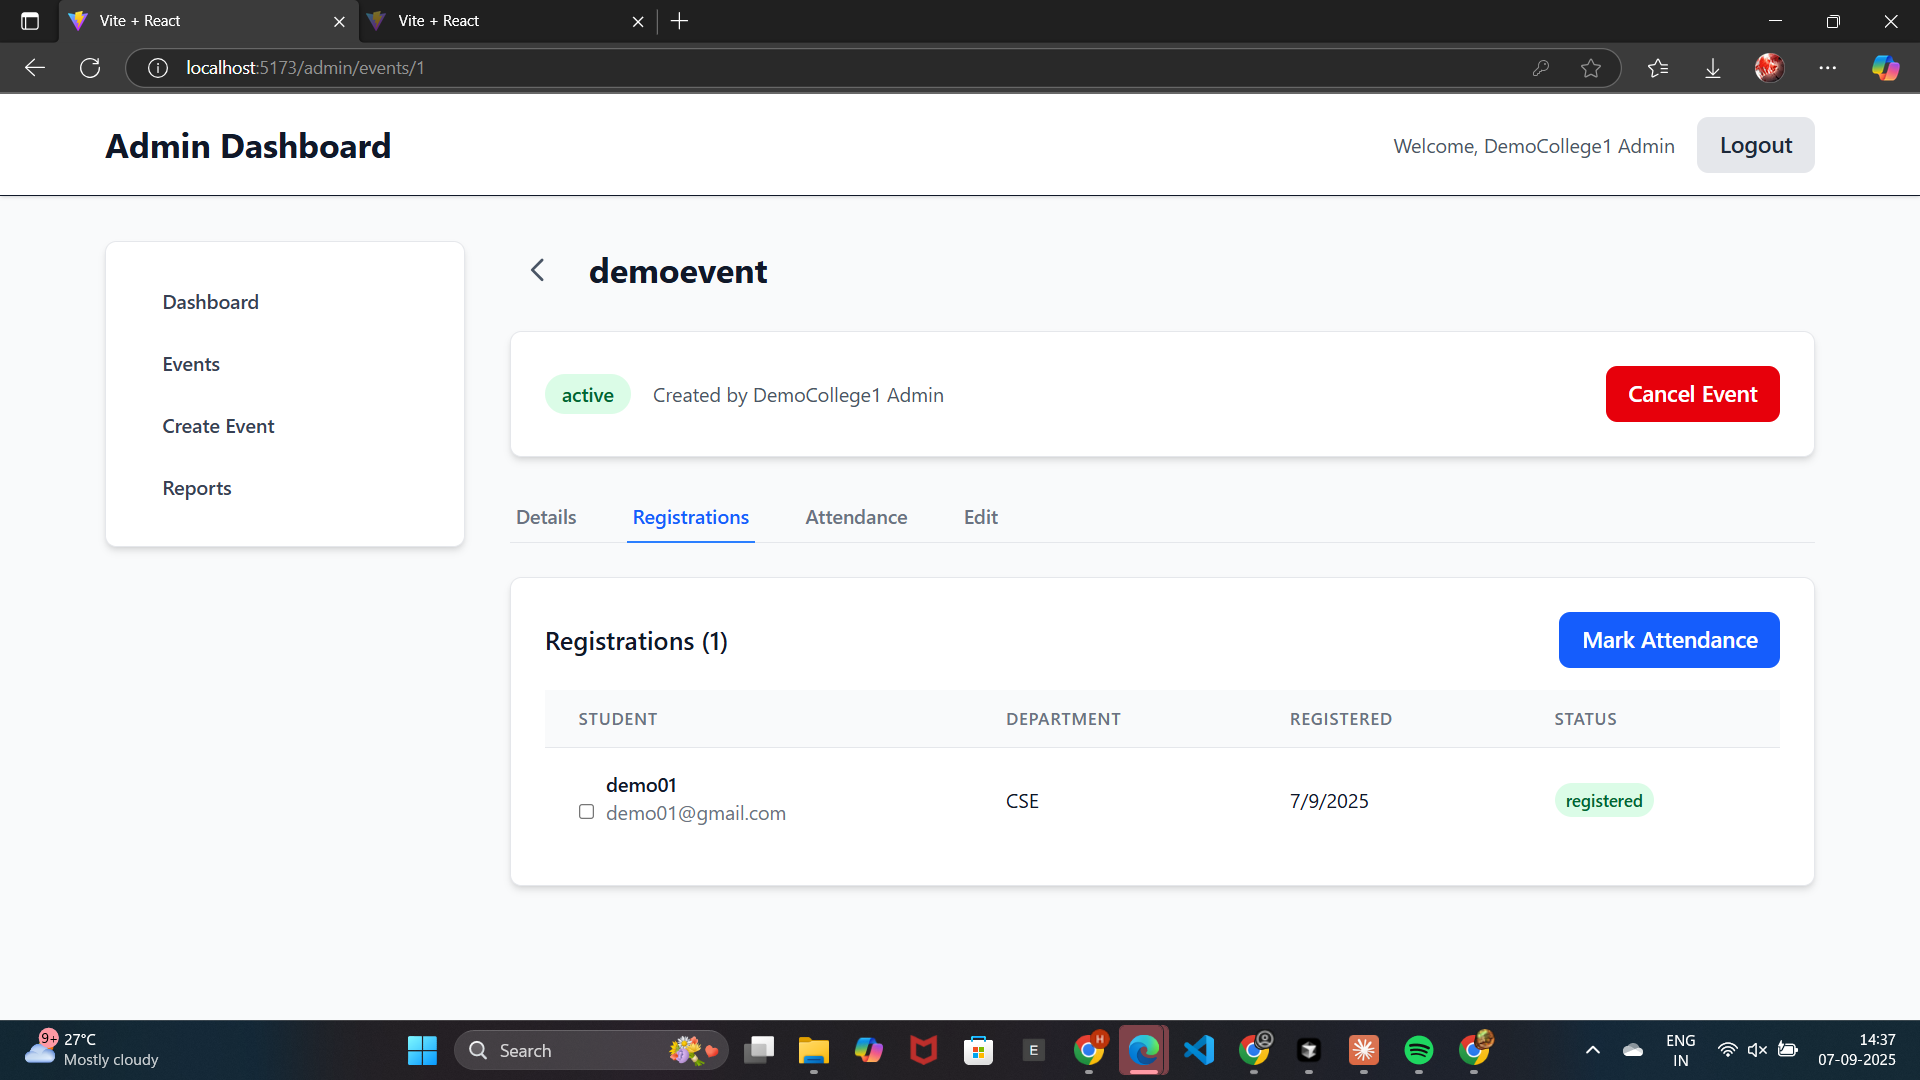 Vite + React
Vite + React
localhost:5173/admin/events/1
Admin Dashboard
Welcome, DemoCollege1 Admin
Logout
Dashboard
Events
Create Event
Reports
demoevent
active
Created by DemoCollege1 Admin
Cancel Event
Details
Registrations
Attendance
Edit
Registrations (1)
Mark Attendance
STUDENT
DEPARTMENT
REGISTERED
STATUS
demo01
demo01@gmail.com
CSE
7/9/2025
registered
9+
27°C
Mostly cloudy
Search
E
H
ENG
IN
14:37
07-09-2025